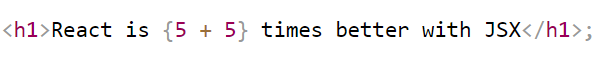 <h1>React is {5 + 5} times better with JSX</h1>;